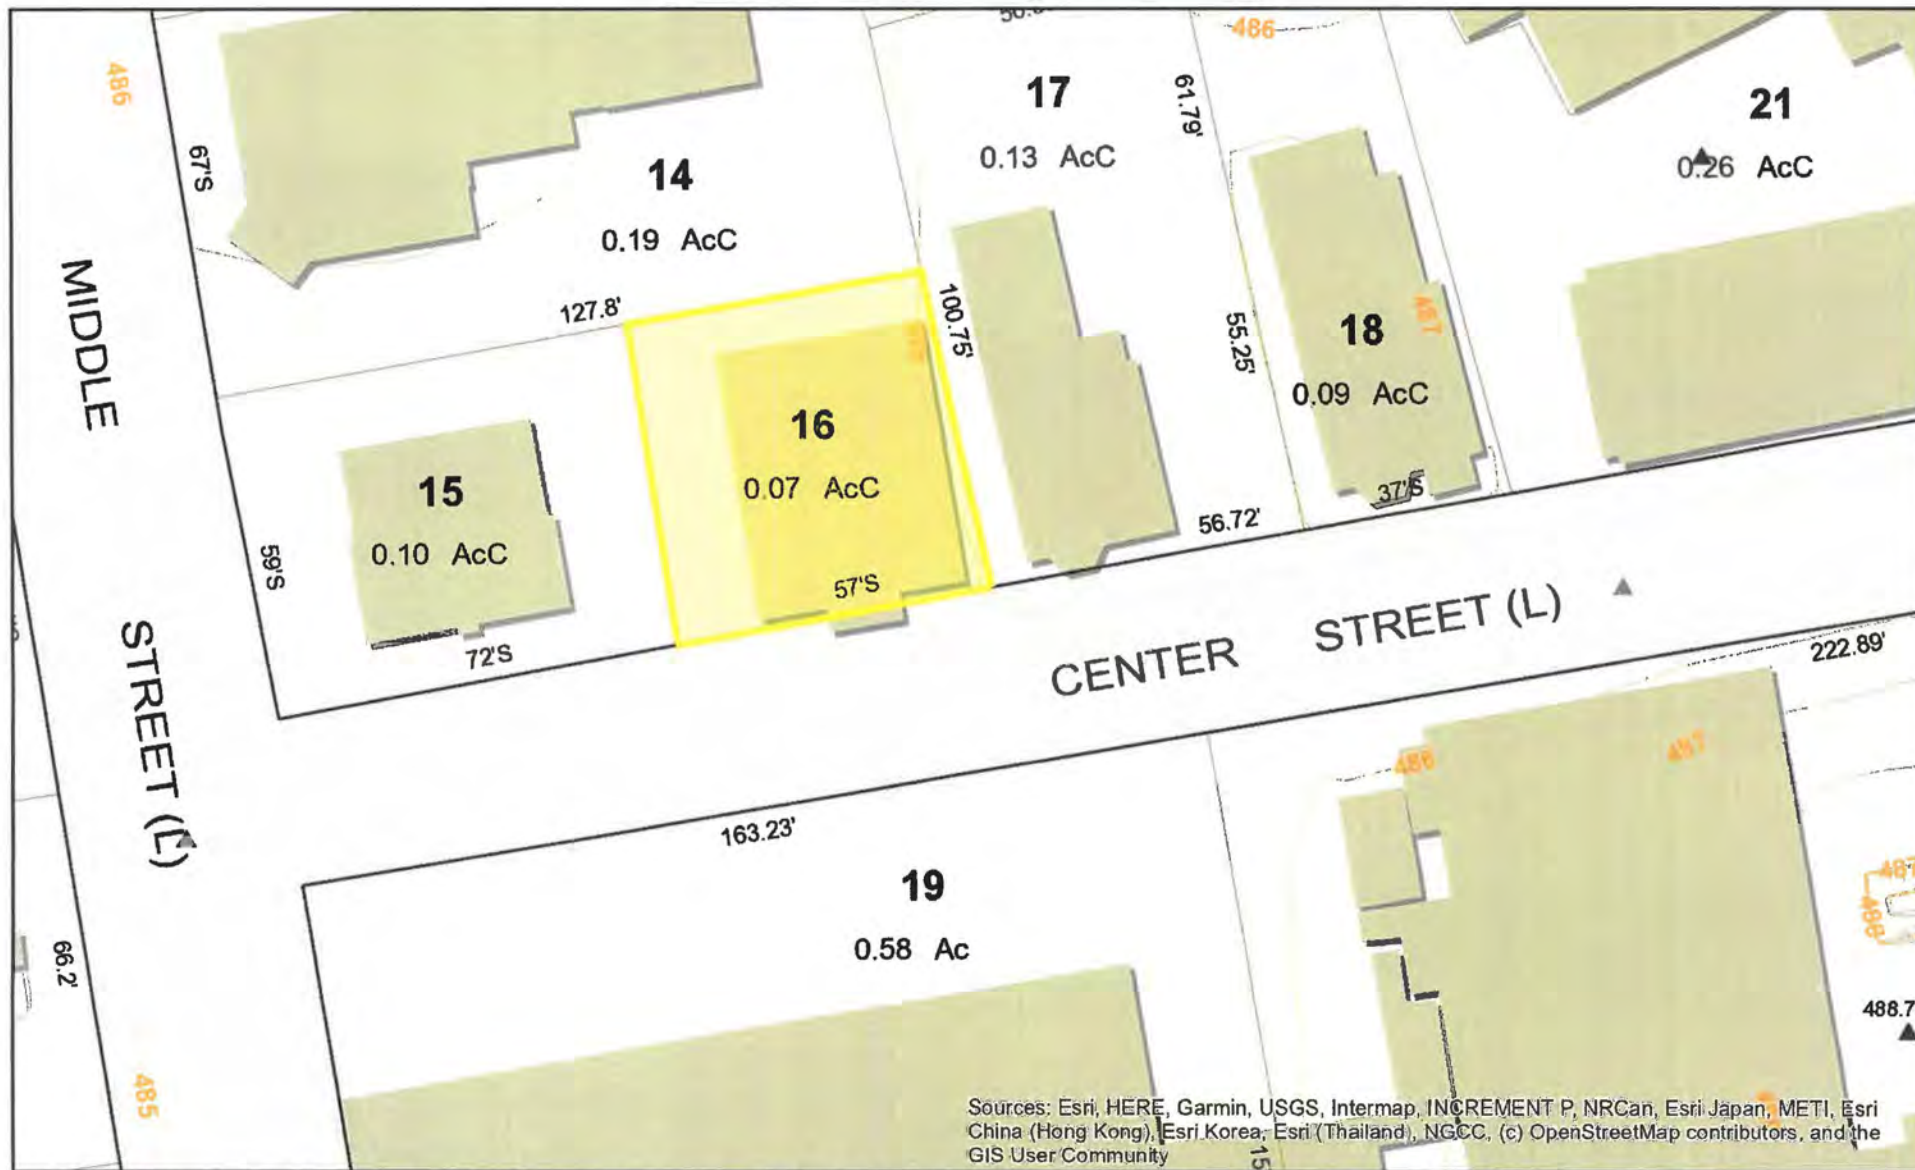 50.
486
486
17
0.13 AcC
61.79'
21
0.26 AcC
67'S
14
0.19 AcC
MIDDLE
STREET (L)
127.8'
100.75'
55.25'
18
487
0.09 AcC
37'S
16
0.07 AcC
57'S
15
0.10 AcC
59'S
72'S
56.72'
CENTER STREET (L)
222.89'
163.23'
486
487
19
0.58 Ac
487
488
66.2'
488.7
485
15
Sources: Esri, HERE, Garmin, USGS, Intermap, INCREMENT P, NRCan, Esri Japan, METI, Esri
China (Hong Kong), Esri Korea, Esri (Thailand), NGCC, (c) OpenStreetMap contributors, and the
GIS User Community